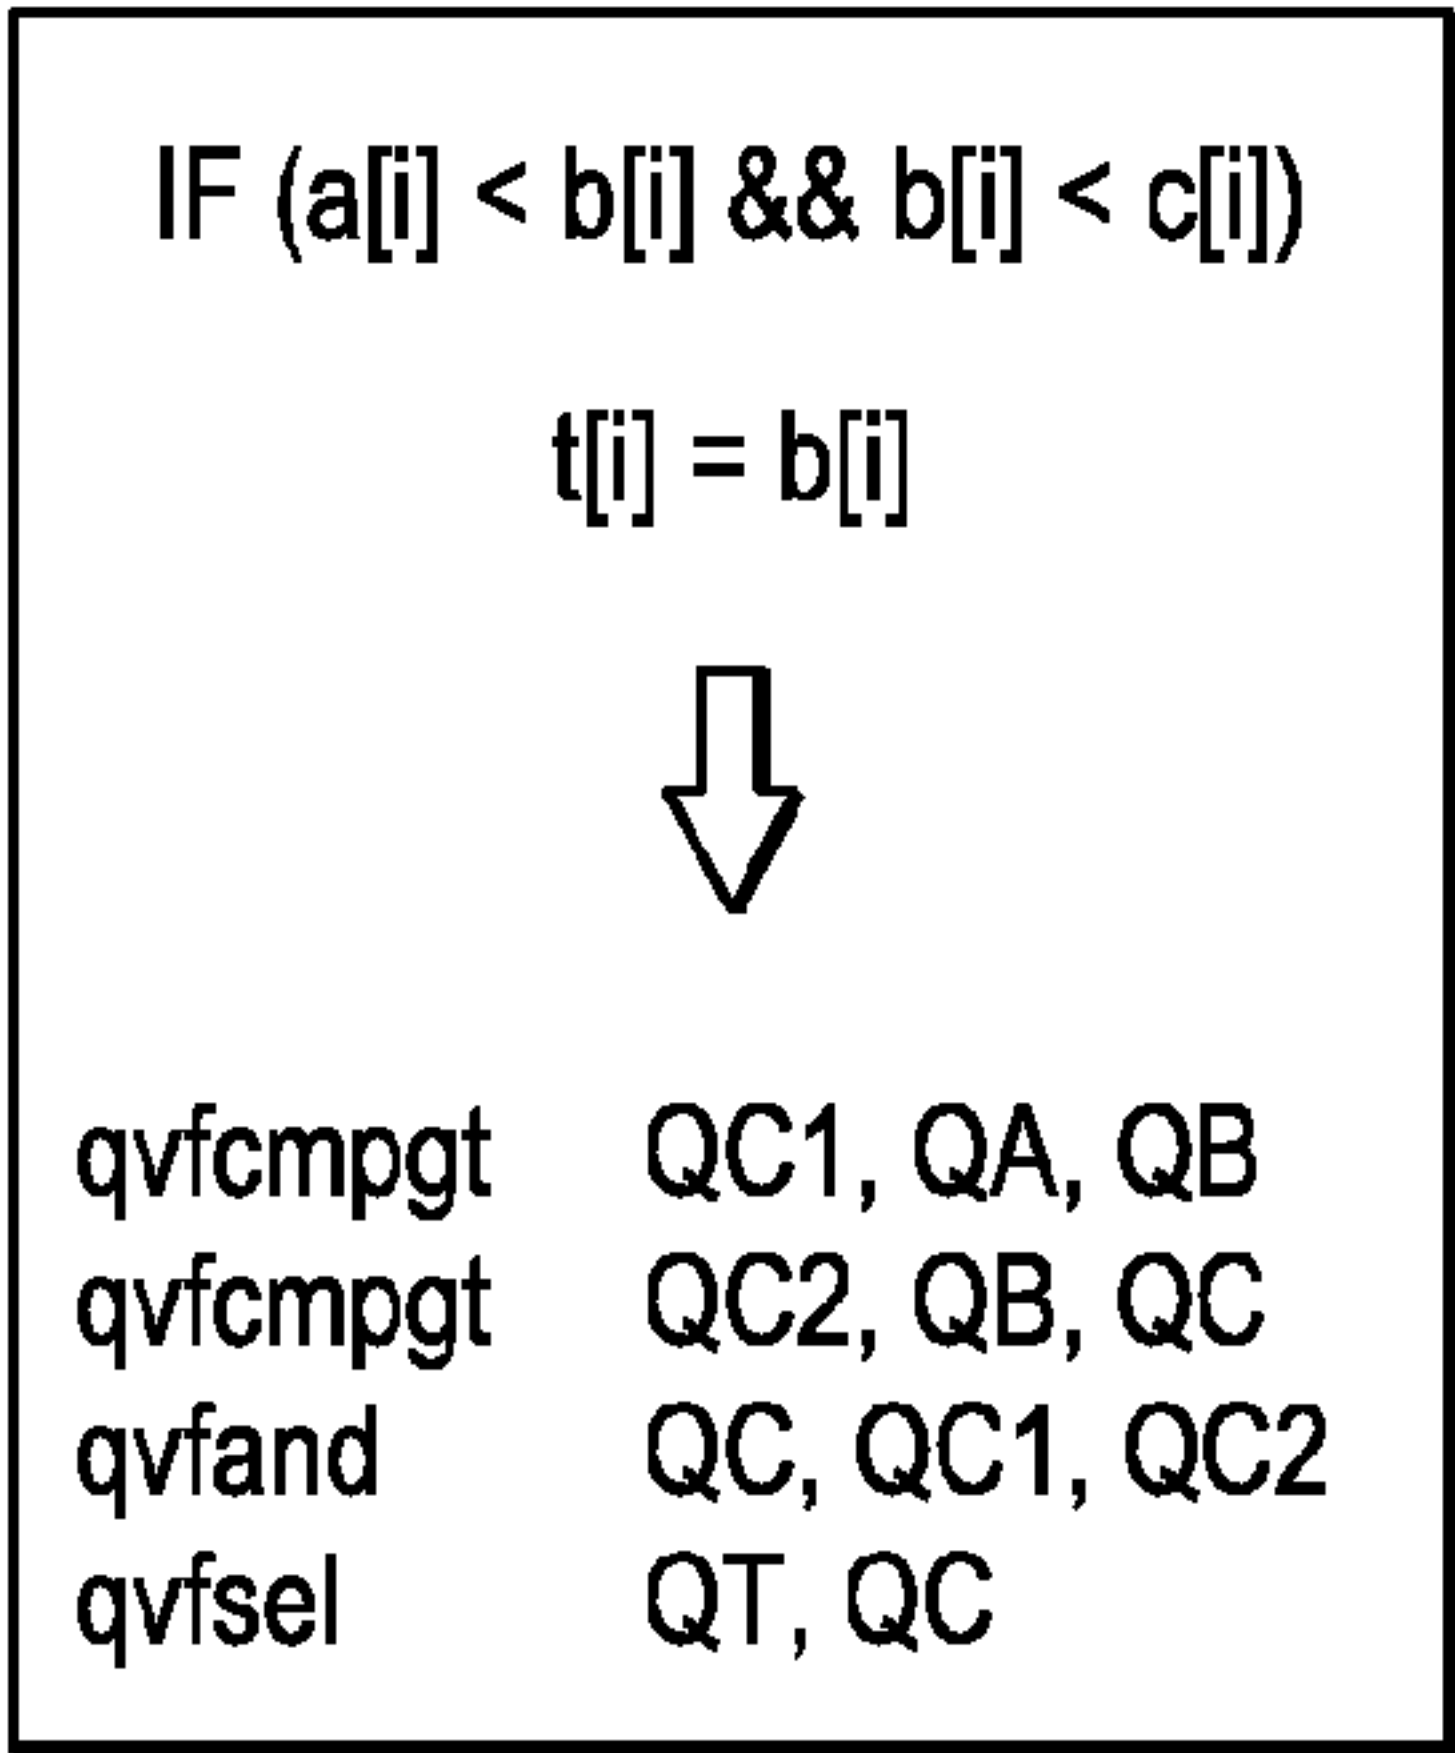 IF (a[i] < b[i] && b[i] < c[i])
t[i] = b[i]
qvfcmpgt QC1, QA, QB
qvfcmpgt QC2, QB, QC
qvfand QC, QC1, QC2
qvfsel QT, QC